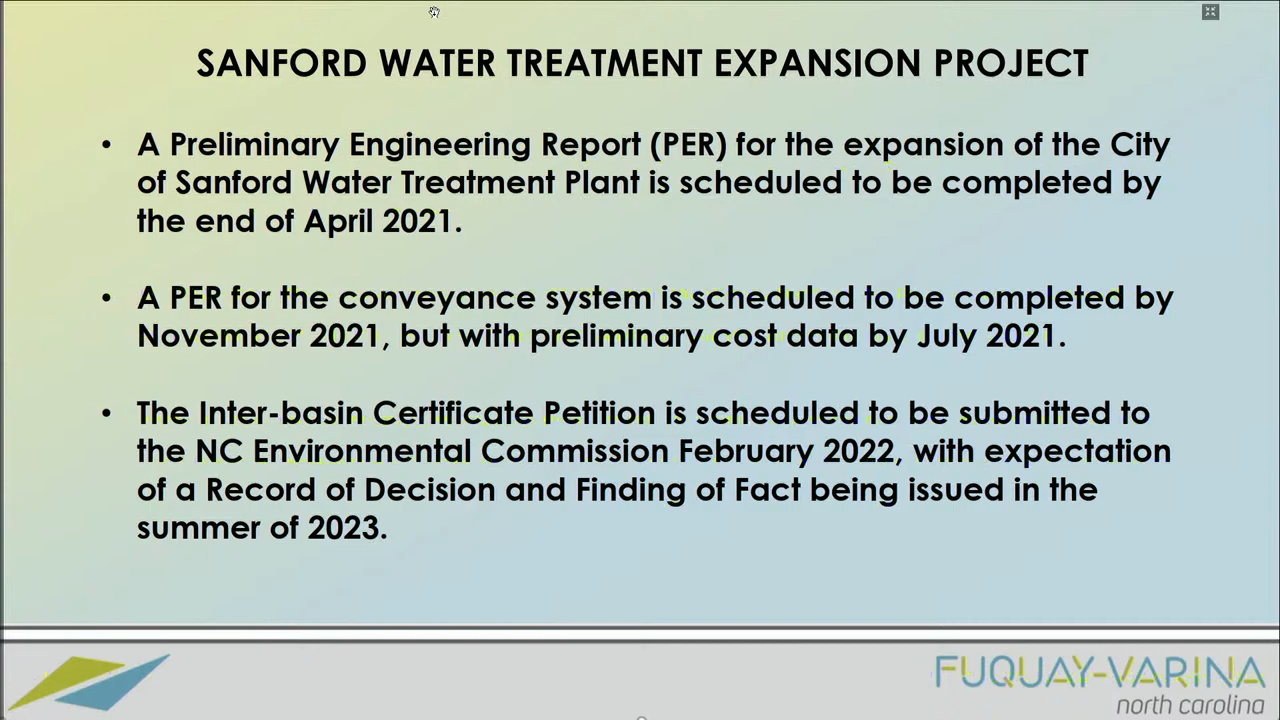 SANFORD WATER TREATMENT EXPANSION PROJECT
• A Preliminary Engineering Report (PER) for the expansion of the City
of Sanford Water Treatment Plant is scheduled to be completed by
the end of April 2021.
• A PER for the conveyance system is scheduled to be completed by
November 2021, but with preliminary cost data by July 2021.
• The Inter-basin Certificate Petition is scheduled to be submitted to
the NC Environmental Commission February 2022, with expectation
of a Record of Decision and Finding of Fact being issued in the
summer of 2023.
FUQUAY-VARINA
north carolina